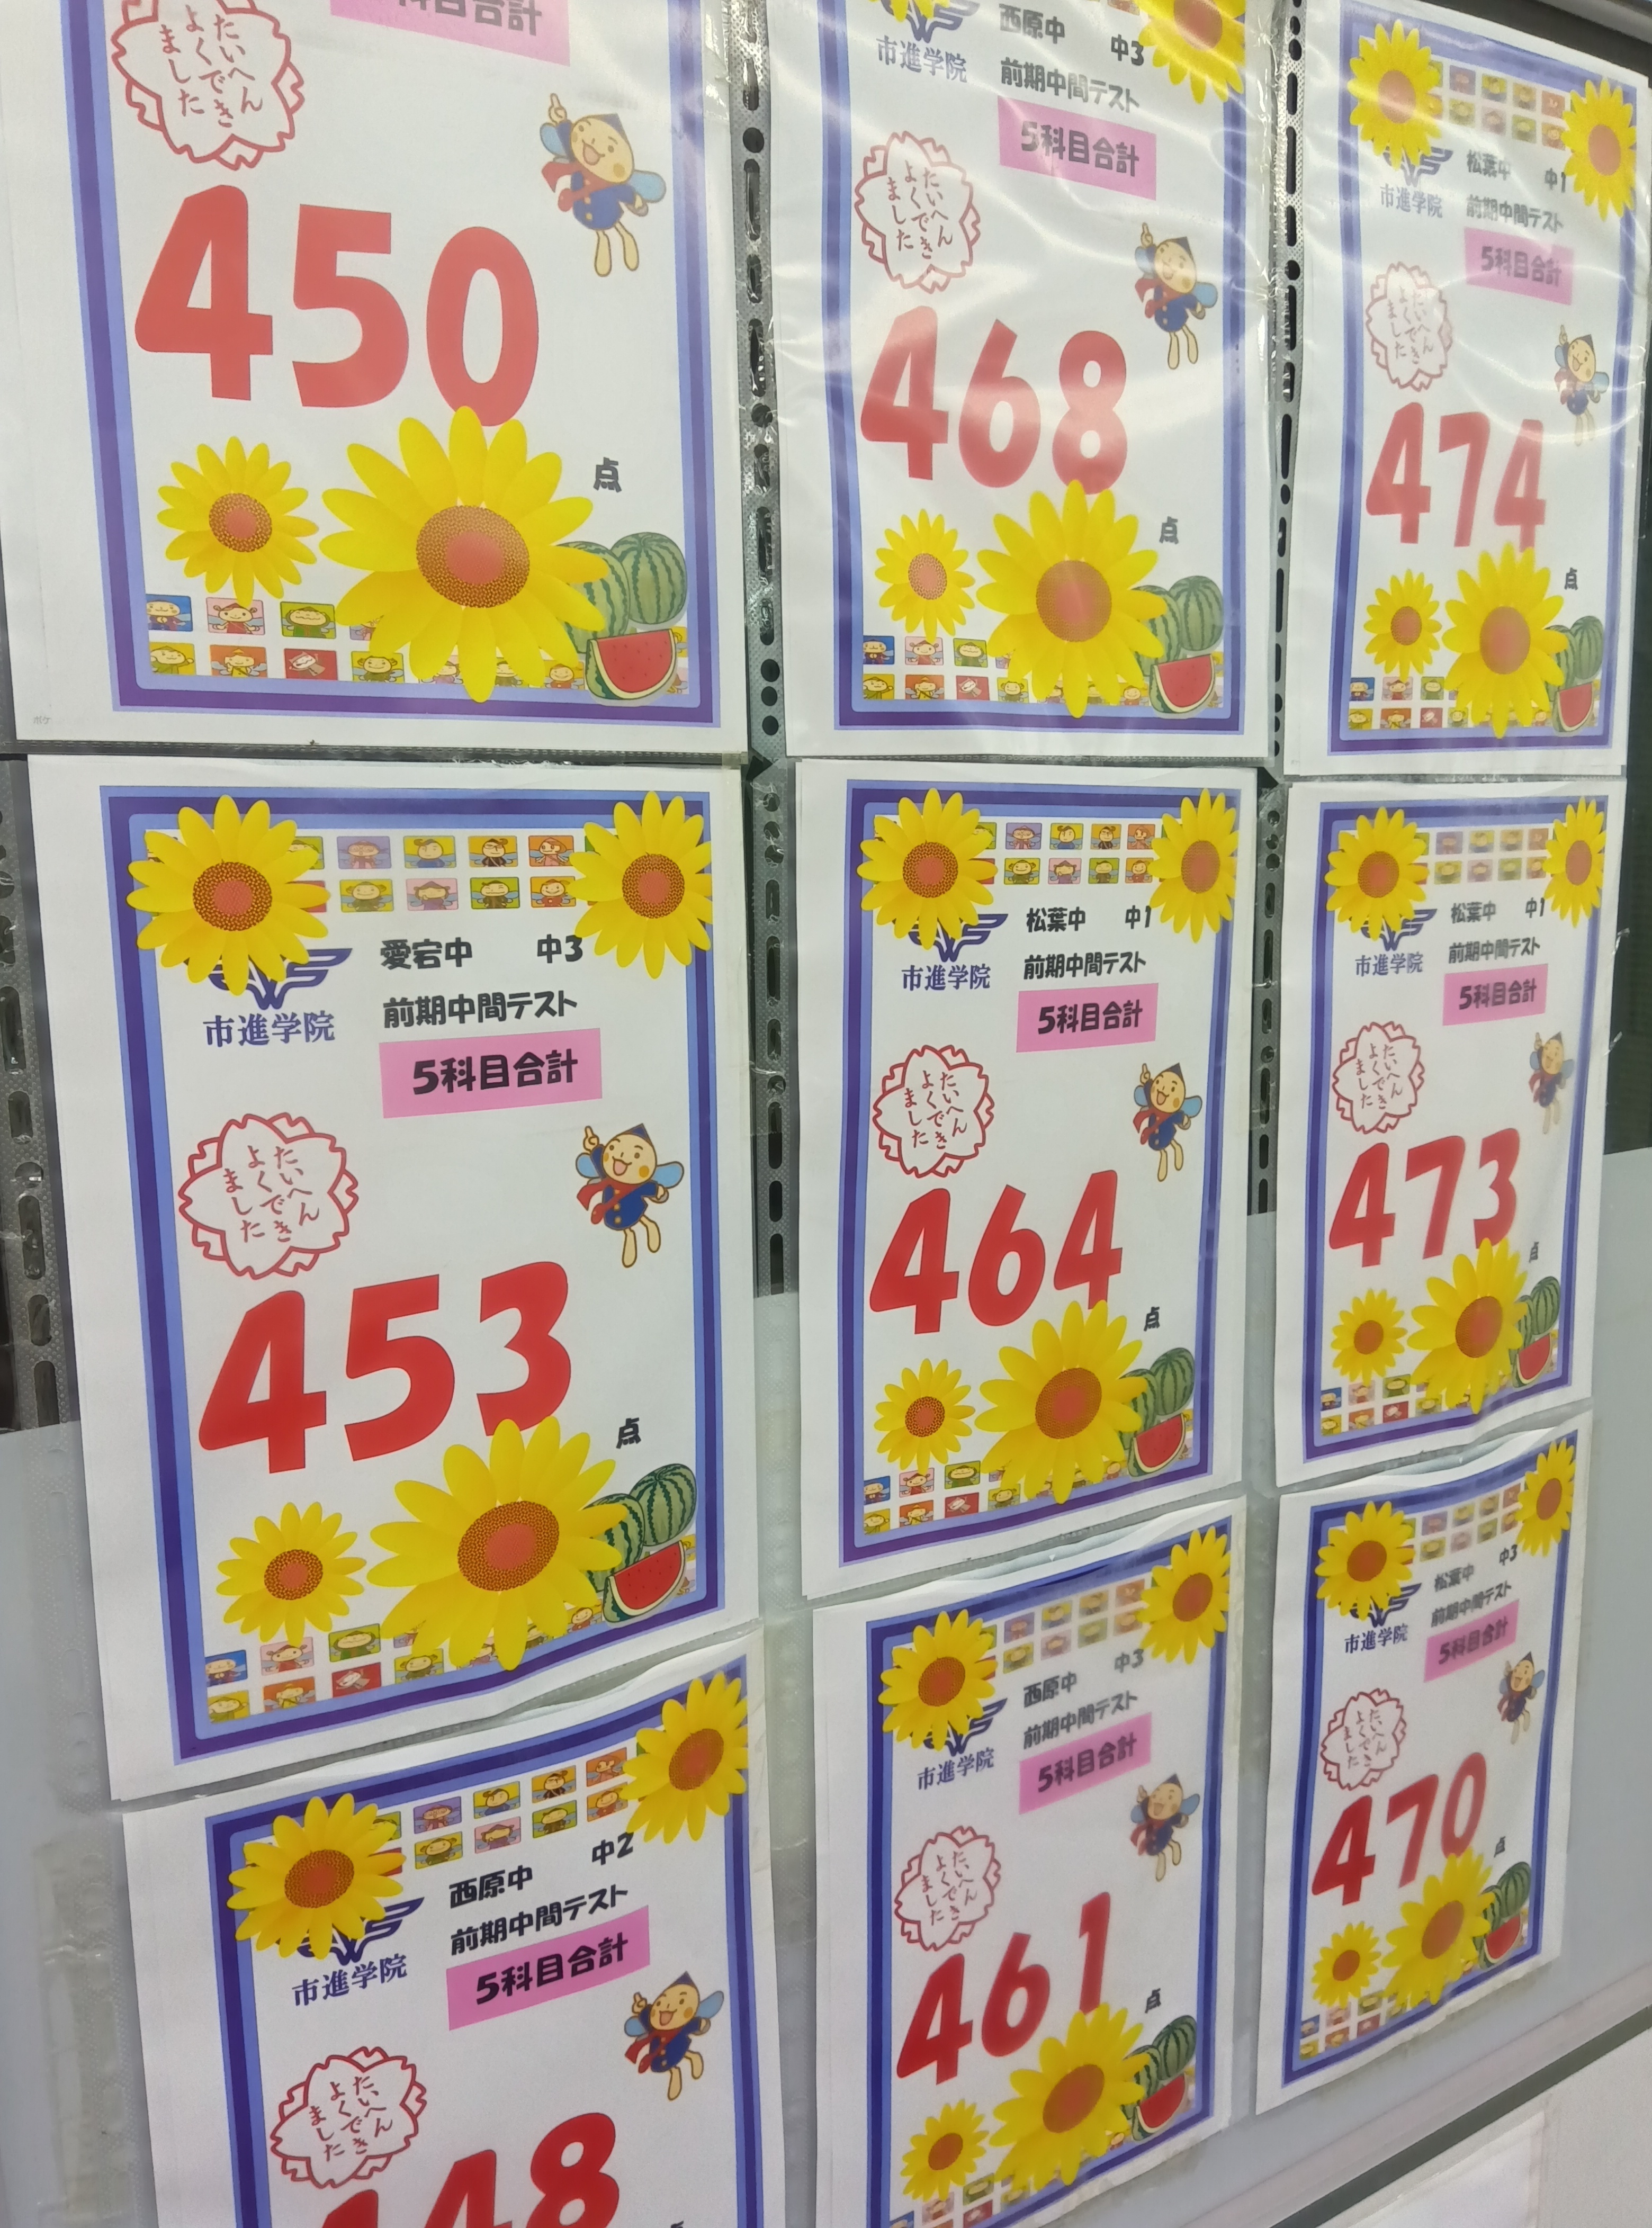 科目合計
たいへん
よくでき
ました
450
点
西原中 中3
市進学院
前期中間テスト
5科目合計
たいへん
よくでき
ました
468
点
松葉中 中1
市進学院
前期中間テスト
5科目合計
たいへん
よくでき
ました
474
点
愛宕中 中3
前期中間テスト
市進学院
5科目合計
たいへん
よくでき
ました
453
点
松葉中 中1
前期中間テスト
市進学院
5科目合計
たいへん
よくでき
ました
464
点
松葉中 中1
前期中間テスト
市進学院
5科目合計
たいへん
よくでき
ました
473
点
西原中 中2
前期中間テスト
市進学院
5科目合計
たいへん
よくでき
ました
448
西原中 中3
前期中間テスト
市進学院
5科目合計
たいへん
よくでき
ました
461
点
松葉中 中3
前期中間テスト
市進学院
5科目合計
たいへん
よくでき
ました
470
点